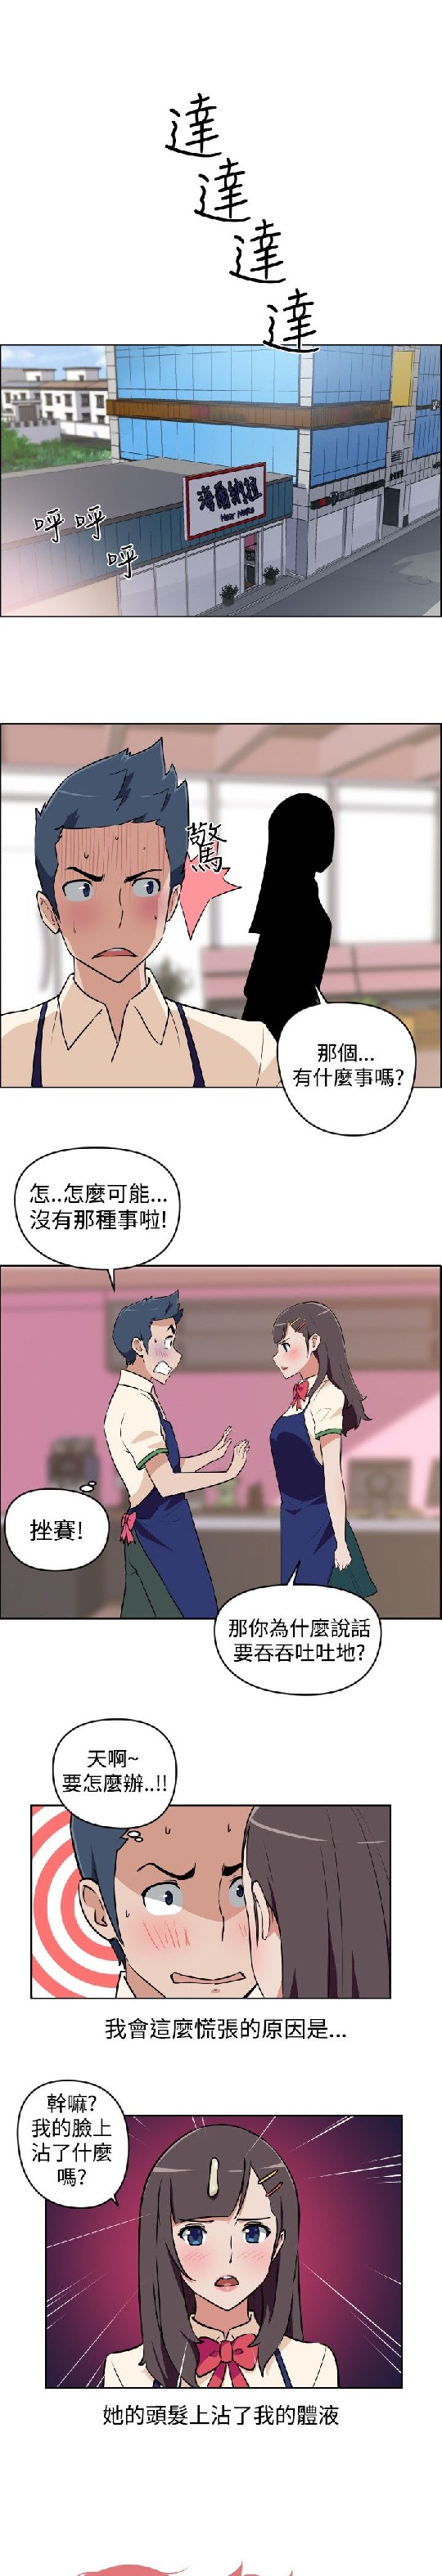 達
達
達
達
海爾納拉
呼
呼
呼
驚
那個...
有什麼事嗎?
怎..怎麼可能...
沒有那種事啦!
挫賽!
那你為什麼說話
要吞吞吐吐地?
天啊~
要怎麼辦..!!
我會這麼慌張的原因是...
幹嘛?
我的臉上
沾了什麼
嗎?
她的頭髮上沾了我的體液